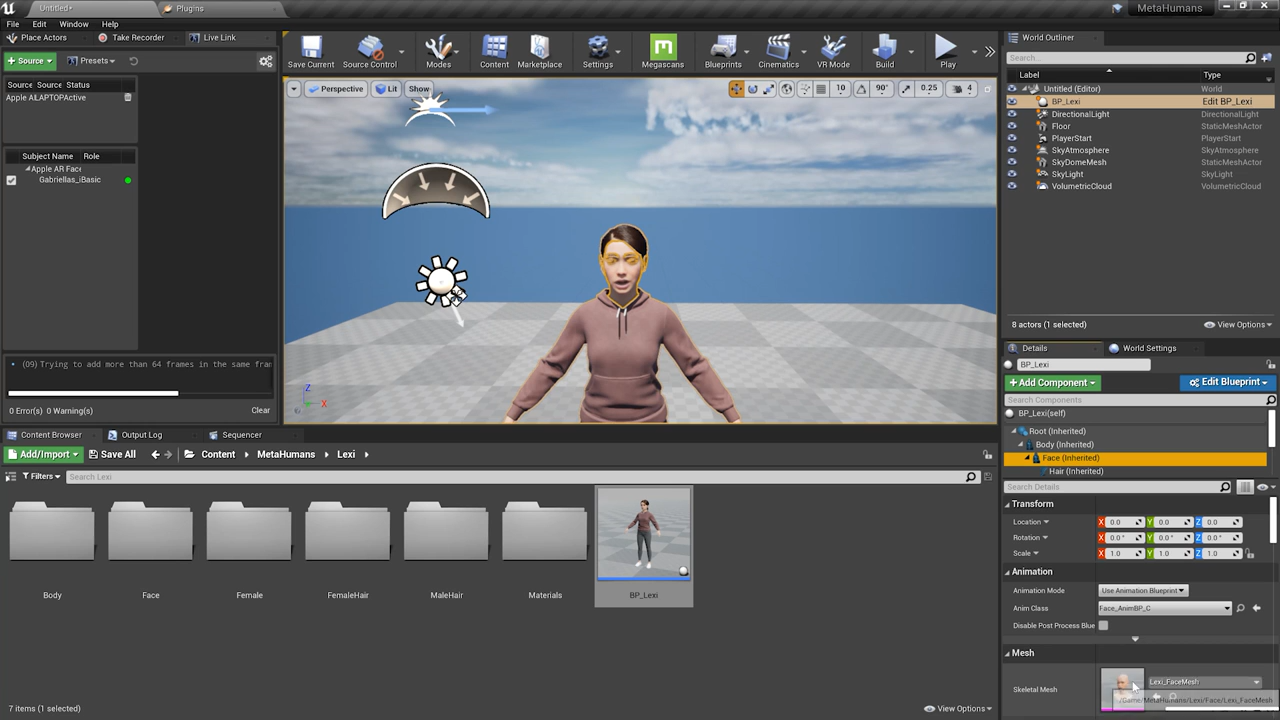 Untitled*
Plugins
MetaHumans
File Edit Window Help
Place Actors Take Recorder Live Link
+ Source Presets
Source Source Status
Apple AI LAPTOP Active
Subject Name Role
Apple AR Face
Gabriellas_iBasic
(09) Trying to add more than 64 frames in the same fram
0 Error(s) 0 Warning(s) Clear
Save Current Source Control Modes Content Marketplace Settings Megascans Blueprints Cinematics VR Mode Build Play
Perspective Lit Show 10 90° 0.25 4
Z
X
World Outliner
Search...
Label Type
Untitled (Editor) World
BP_Lexi Edit BP_Lexi
DirectionalLight DirectionalLight
Floor StaticMeshActor
PlayerStart PlayerStart
SkyAtmosphere SkyAtmosphere
SkyDomeMesh StaticMeshActor
SkyLight SkyLight
VolumetricCloud VolumetricCloud
8 actors (1 selected) View Options
Details World Settings
BP_Lexi
+ Add Component Edit Blueprint
Search Components
BP_Lexi(self)
Root (Inherited)
Body (Inherited)
Face (Inherited)
Hair (Inherited)
Search Details
Transform
Location X 0.0 Y 0.0 Z 0.0
Rotation X 0.0° Y 0.0° Z 0.0°
Scale X 1.0 Y 1.0 Z 1.0
Animation
Animation Mode Use Animation Blueprint
Anim Class Face_AnimBP_C
Disable Post Process Blue
Mesh
Skeletal Mesh Lexi_FaceMesh
/Game/MetaHumans/Lexi/Face/Lexi_FaceMesh
Content Browser Output Log Sequencer
Add/Import Save All Content MetaHumans Lexi
Filters Search Lexi
Body Face Female FemaleHair MaleHair Materials BP_Lexi
7 items (1 selected) View Options